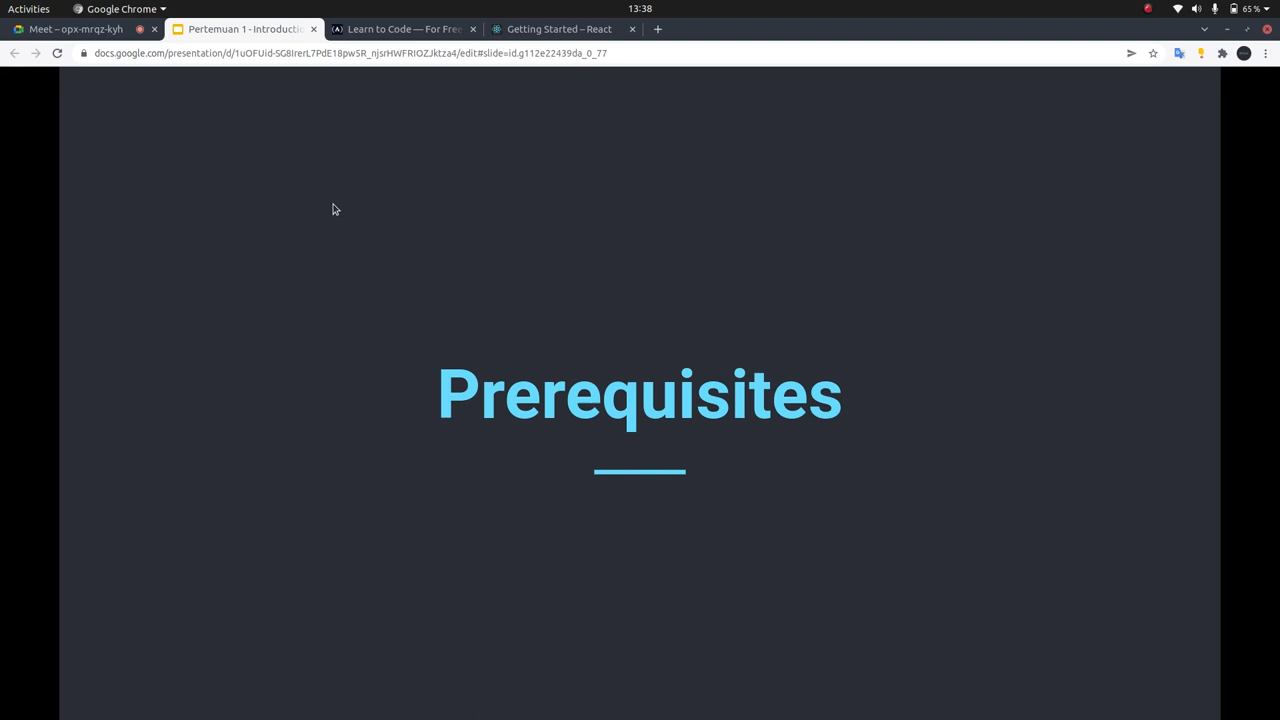 Activities
Google Chrome
13:38
65 %
Meet – opx-mrqz-kyh
Pertemuan 1 - Introductio
Learn to Code — For Free
Getting Started – React
docs.google.com/presentation/d/1uOFUid-SG8IrerL7PdE18pwSR_njsrHWFRIOZJktza4/edit#slide=id.g112e22439da_0_77
Prerequisites